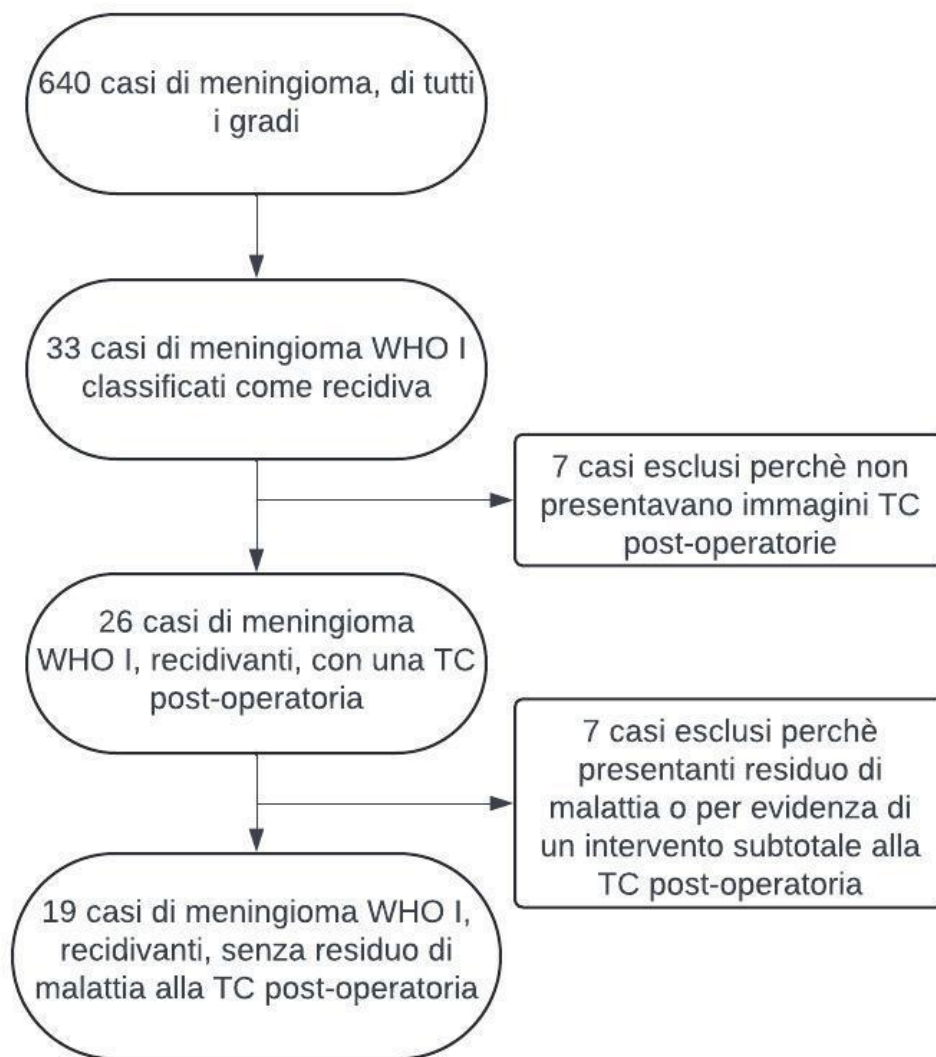 640 casi di meningioma, di tutti
i gradi
33 casi di meningioma WHO I
classificati come recidiva
7 casi esclusi perchè non
presentavano immagini TC
post-operatorie
26 casi di meningioma
WHO I, recidivanti, con una TC
post-operatoria
7 casi esclusi perchè
presentanti residuo di
malattia o per evidenza di
un intervento subtotale alla
TC post-operatoria
19 casi di meningioma WHO I,
recidivanti, senza residuo di
malattia alla TC post-operatoria